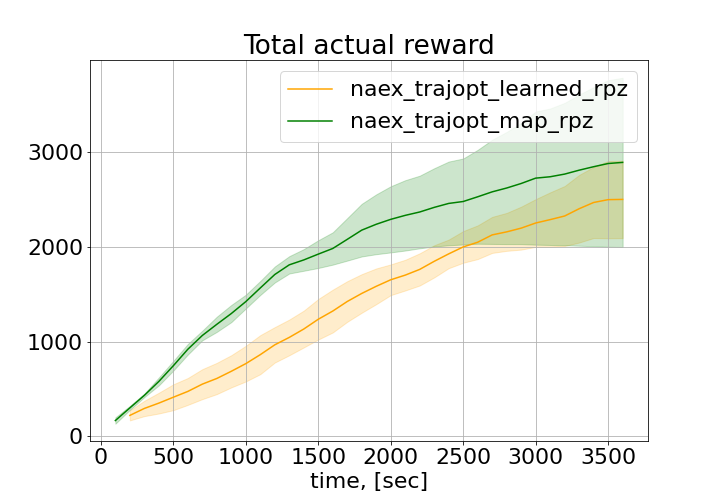 Total actual reward
naex_trajopt_learned_rpz
naex_trajopt_map_rpz
3000
2000
1000
0
0 500 1000 1500 2000 2500 3000 3500
time, [sec]